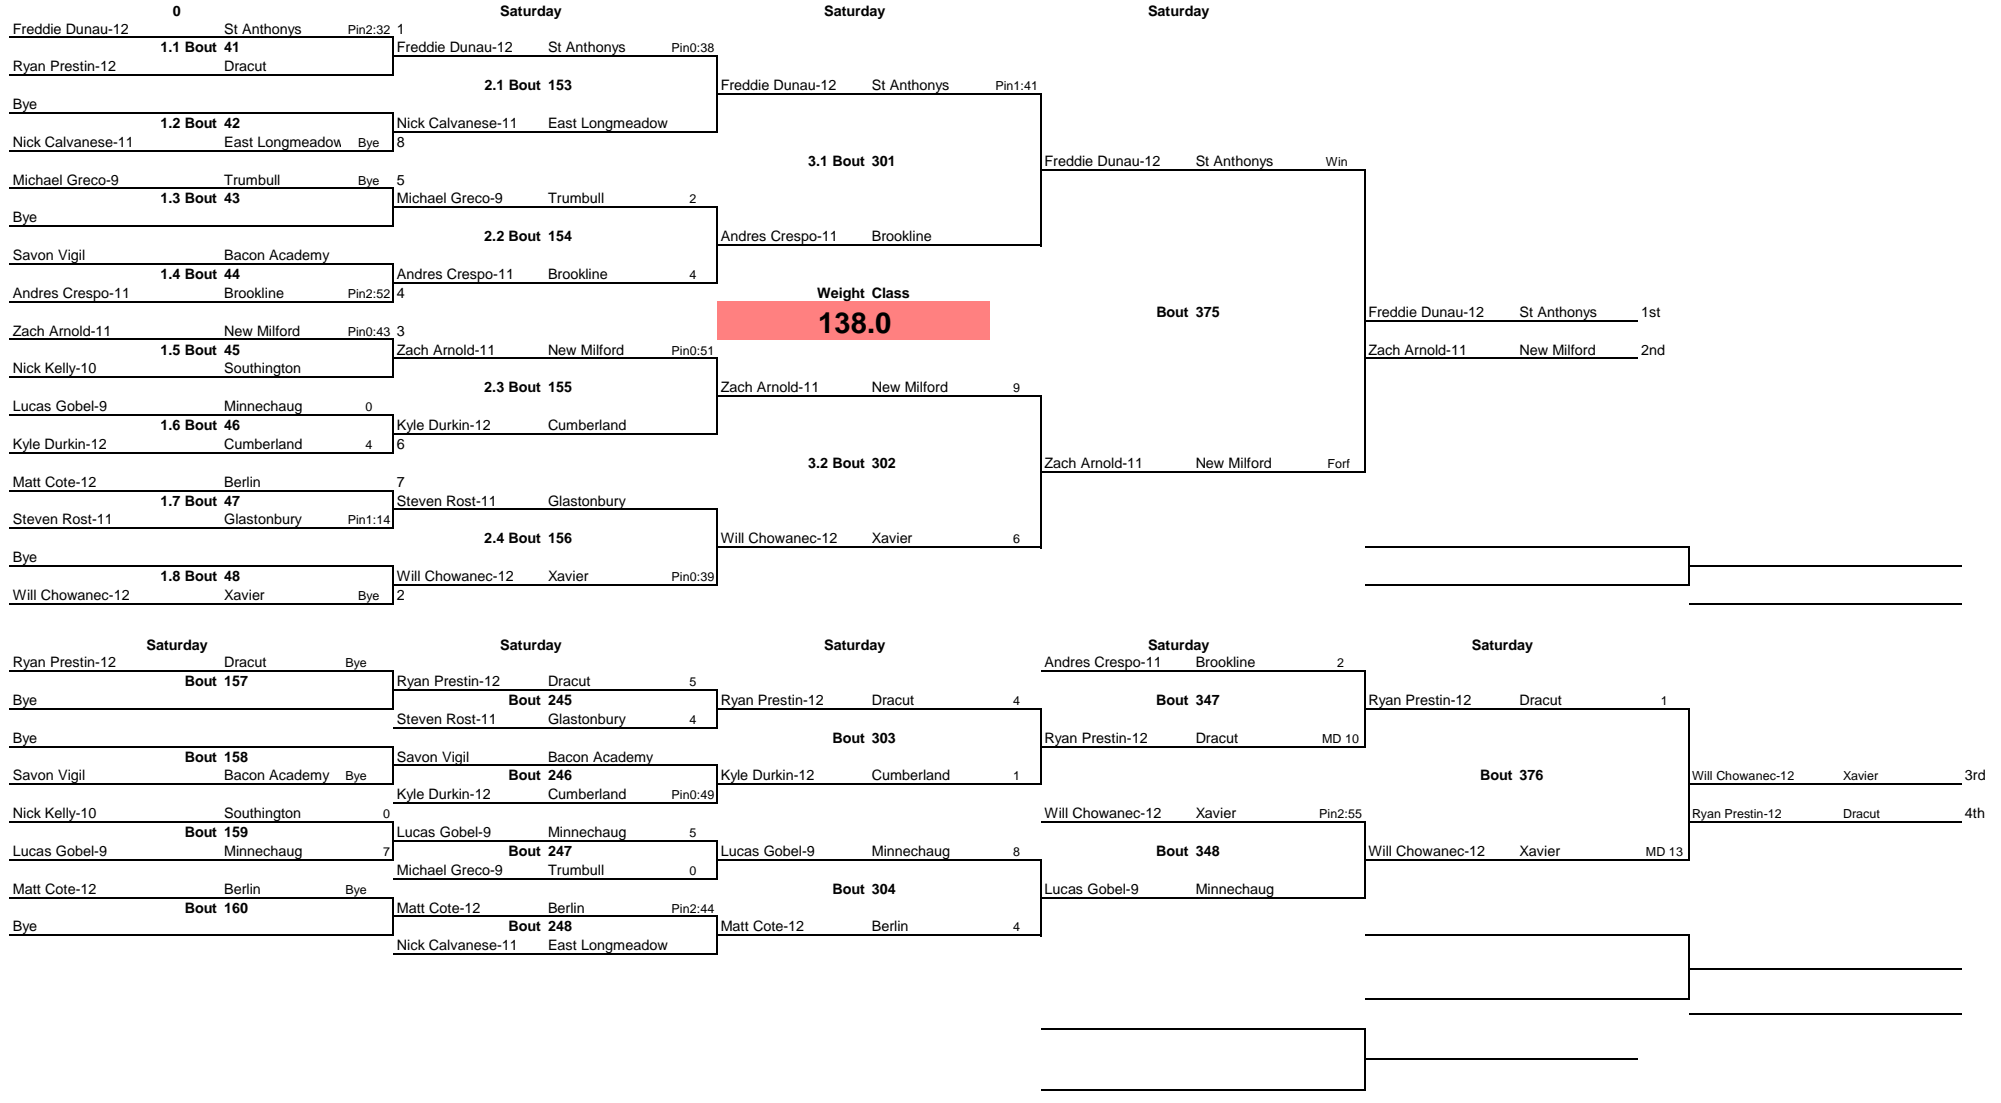 0 Saturday Saturday Saturday
Freddie Dunau-12 St Anthonys Pin2:32 1
1.1 Bout 41 Freddie Dunau-12 St Anthonys Pin0:38
Ryan Prestin-12 Dracut
2.1 Bout 153 Freddie Dunau-12 St Anthonys Pin1:41
Bye
1.2 Bout 42 Nick Calvanese-11 East Longmeadow
Nick Calvanese-11 East Longmeadow Bye 8
3.1 Bout 301 Freddie Dunau-12 St Anthonys Win
Michael Greco-9 Trumbull Bye 5
1.3 Bout 43 Michael Greco-9 Trumbull 2
Bye
2.2 Bout 154 Andres Crespo-11 Brookline
Savon Vigil Bacon Academy
1.4 Bout 44 Andres Crespo-11 Brookline 4
Andres Crespo-11 Brookline Pin2:52 4 Weight Class
138.0 Bout 375 Freddie Dunau-12 St Anthonys 1st
Zach Arnold-11 New Milford Pin0:43 3
1.5 Bout 45 Zach Arnold-11 New Milford Pin0:51 Zach Arnold-11 New Milford 2nd
Nick Kelly-10 Southington
2.3 Bout 155 Zach Arnold-11 New Milford 9
Lucas Gobel-9 Minnechaug 0
1.6 Bout 46 Kyle Durkin-12 Cumberland
Kyle Durkin-12 Cumberland 4 6
3.2 Bout 302 Zach Arnold-11 New Milford Forf
Matt Cote-12 Berlin 7
1.7 Bout 47 Steven Rost-11 Glastonbury
Steven Rost-11 Glastonbury Pin1:14
2.4 Bout 156 Will Chowanec-12 Xavier 6
Bye
1.8 Bout 48 Will Chowanec-12 Xavier Pin0:39
Will Chowanec-12 Xavier Bye 2
Saturday Saturday Saturday Saturday Saturday
Ryan Prestin-12 Dracut Bye Andres Crespo-11 Brookline 2
Bout 157 Ryan Prestin-12 Dracut 5
Bye Bout 245 Ryan Prestin-12 Dracut 4 Bout 347 Ryan Prestin-12 Dracut 1
Steven Rost-11 Glastonbury 4
Bye Bout 303 Ryan Prestin-12 Dracut MD 10
Bout 158 Savon Vigil Bacon Academy
Savon Vigil Bacon Academy Bye Bout 246 Kyle Durkin-12 Cumberland 1 Bout 376 Will Chowanec-12 Xavier 3rd
Kyle Durkin-12 Cumberland Pin0:49
Nick Kelly-10 Southington 0 Will Chowanec-12 Xavier Pin2:55 Ryan Prestin-12 Dracut 4th
Bout 159 Lucas Gobel-9 Minnechaug 5
Lucas Gobel-9 Minnechaug 7 Bout 247 Lucas Gobel-9 Minnechaug 8 Bout 348 Will Chowanec-12 Xavier MD 13
Michael Greco-9 Trumbull 0
Matt Cote-12 Berlin Bye Bout 304 Lucas Gobel-9 Minnechaug
Bout 160 Matt Cote-12 Berlin Pin2:44
Bye Bout 248 Matt Cote-12 Berlin 4
Nick Calvanese-11 East Longmeadow